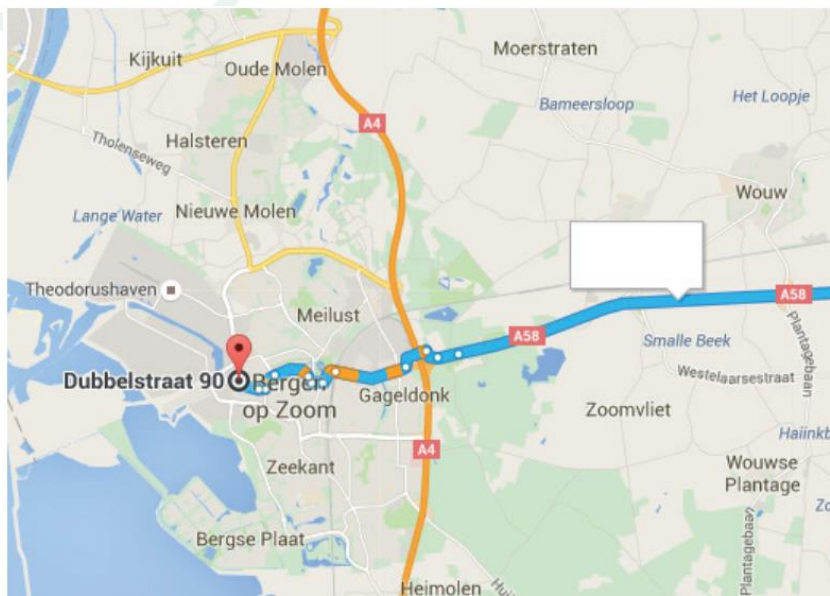 Kijkuit
Oude Molen
Moerstraten
Bameersloop
Het Loopje
A4
Halsteren
Tholenseweg
Wouw
Lange Water
Nieuwe Molen
Theodorushaven
Meilust
A58
A58
Smalle Beek
Plantagebaan
Dubbelstraat 90
Bergen
op Zoom
Gageldonk
Westelaarsestraat
Zoomvliet
A4
Zeekant
Wouwse
Plantage
Bergse Plaat
Plantagebaan
Heimolen